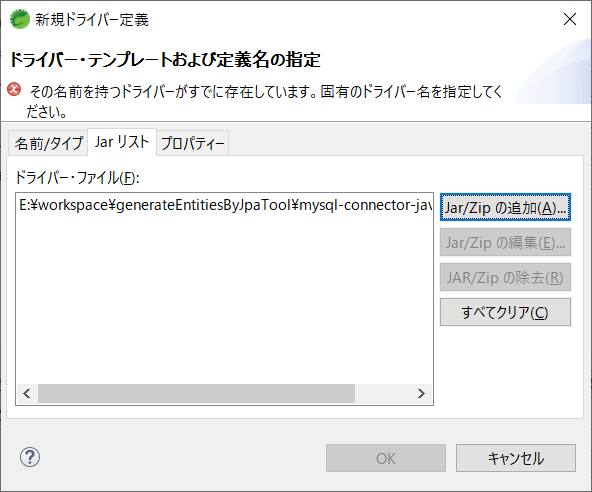 新規ドライバー定義
ドライバー・テンプレートおよび定義名の指定
その名前を持つドライバーがすでに存在しています。固有のドライバー名を指定してく
ださい。
名前/タイプ Jar リスト プロパティー
ドライバー・ファイル(F):
E:¥workspace¥generateEntitiesByJpaTool¥mysql-connector-jav
Jar/Zip の追加(A)...
Jar/Zip の編集(E)...
JAR/Zip の除去(R)
すべてクリア(C)
OK キャンセル